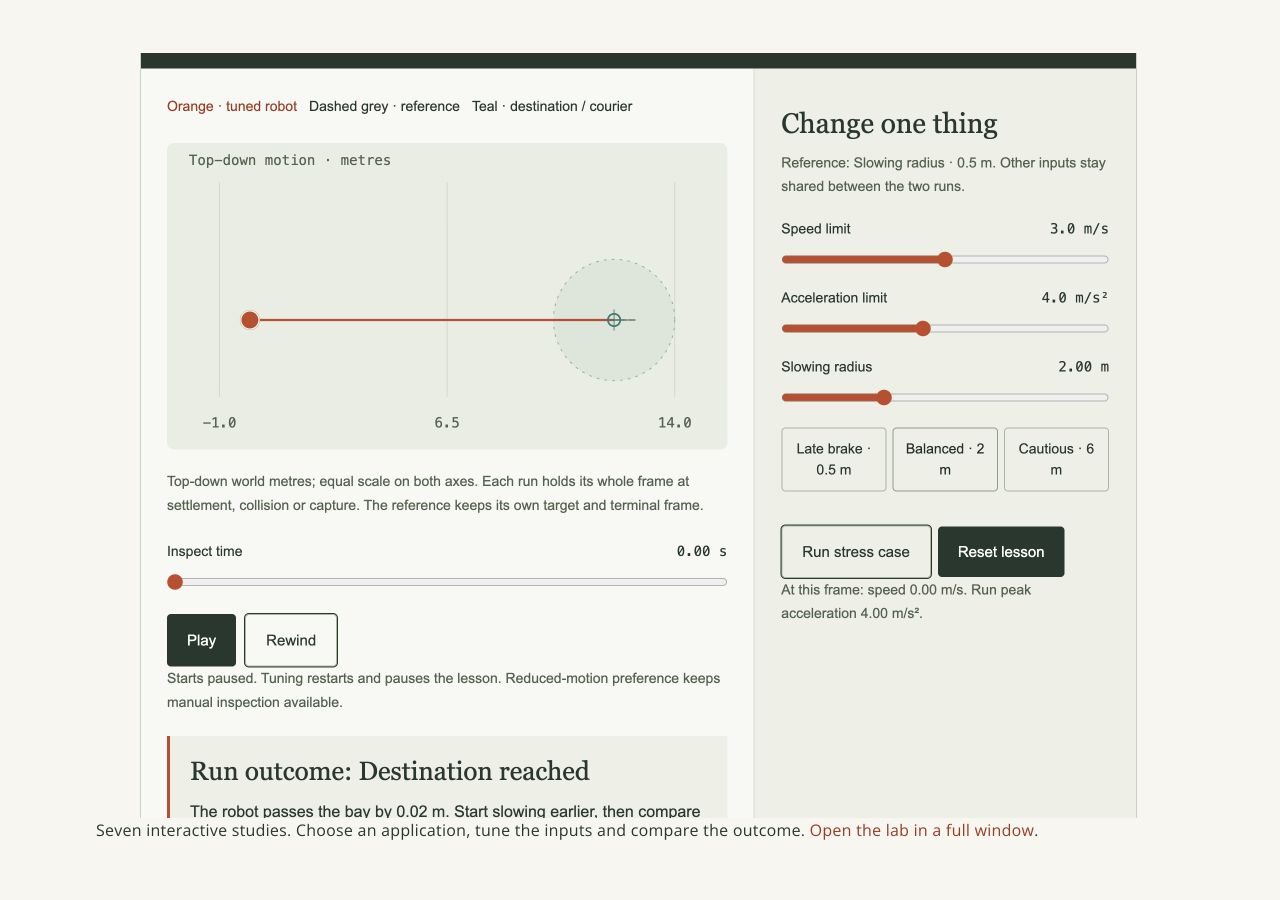 Orange · tuned robot   Dashed grey · reference   Teal · destination / courier
Top-down motion · metres
−1.0   6.5   14.0
Top-down world metres; equal scale on both axes. Each run holds its whole frame at
settlement, collision or capture. The reference keeps its own target and terminal frame.
Inspect time   0.00 s
Play   Rewind
Starts paused. Tuning restarts and pauses the lesson. Reduced-motion preference keeps
manual inspection available.
Run outcome: Destination reached
The robot passes the bay by 0.02 m. Start slowing earlier, then compare
Change one thing
Reference: Slowing radius · 0.5 m. Other inputs stay
shared between the two runs.
Speed limit   3.0 m/s
Acceleration limit   4.0 m/s²
Slowing radius   2.00 m
Late brake ·
0.5 m
Balanced · 2
m
Cautious · 6
m
Run stress case   Reset lesson
At this frame: speed 0.00 m/s. Run peak
acceleration 4.00 m/s².
Seven interactive studies. Choose an application, tune the inputs and compare the outcome. Open the lab in a full window.